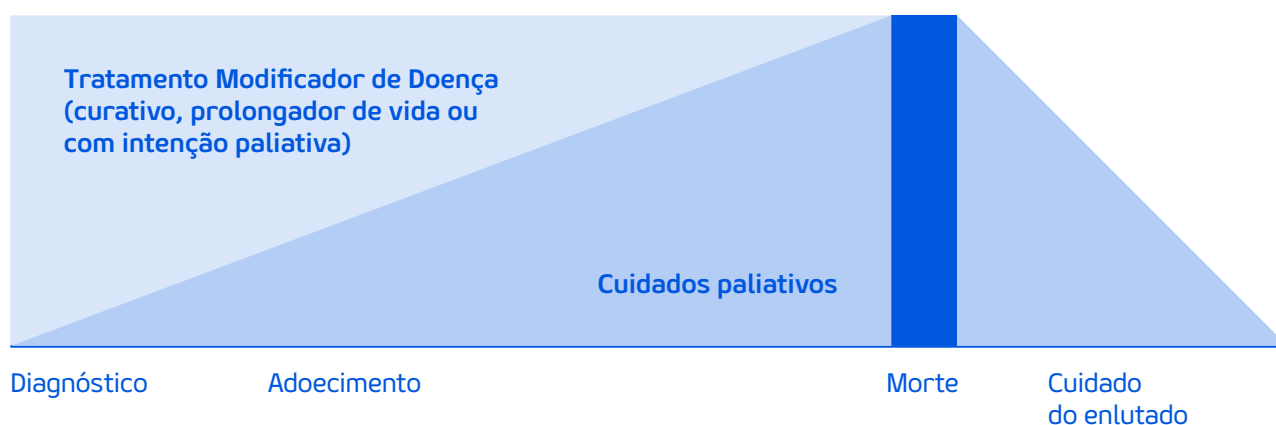 Tratamento Modificador de Doença
(curativo, prolongador de vida ou
com intenção paliativa)
Cuidados paliativos
Diagnóstico
Adoecimento
Morte
Cuidado
do enlutado